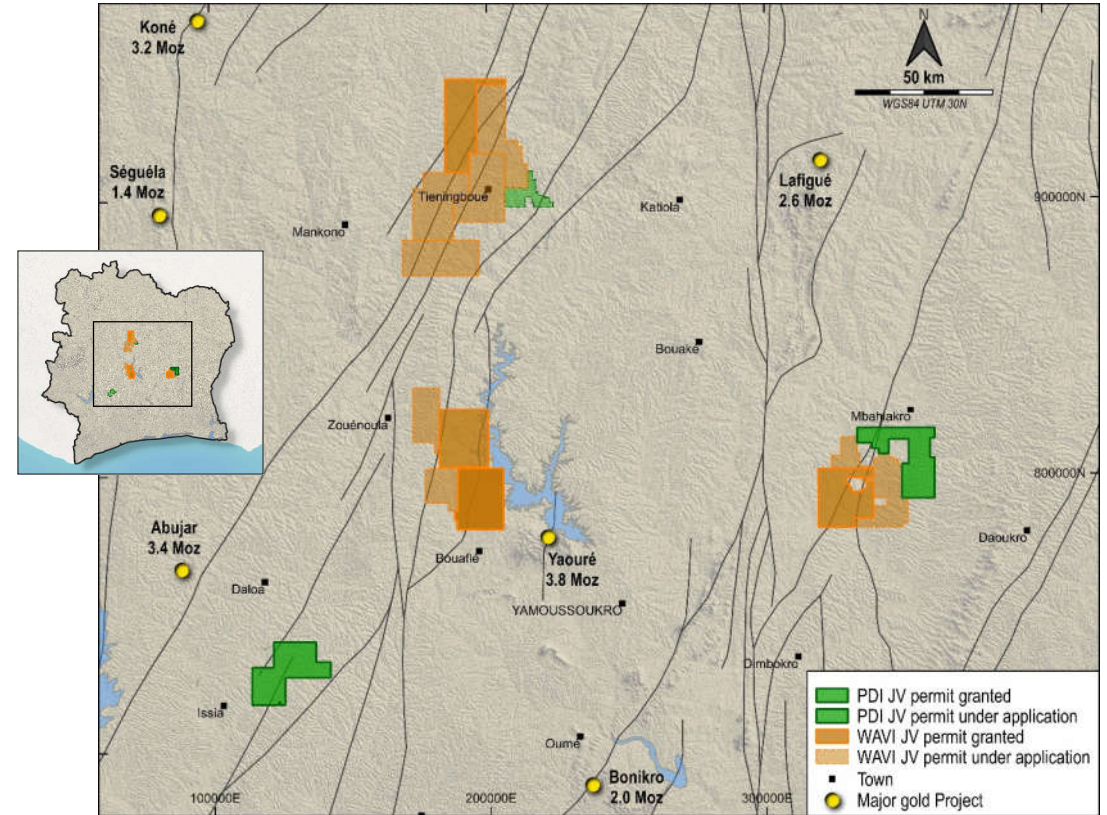 Koné
3.2 Moz
N
50 km
WGS84 UTM 30N
Séguéla
1.4 Moz
Lafigué
2.6 Moz
900000N
Tieningboué
Katiola
Mankono
Bouaké
Mbahiakro
Zouénoula
800000N
Abujar
3.4 Moz
Daoukro
Bouaflé
Yaouré
3.8 Moz
Daloa
YAMOUSSOUKRO
Dimbokro
Issia
Oumé
Bonikro
2.0 Moz
100000E
200000E
300000E
PDI JV permit granted
PDI JV permit under application
WAVI JV permit granted
WAVI JV permit under application
Town
Major gold Project